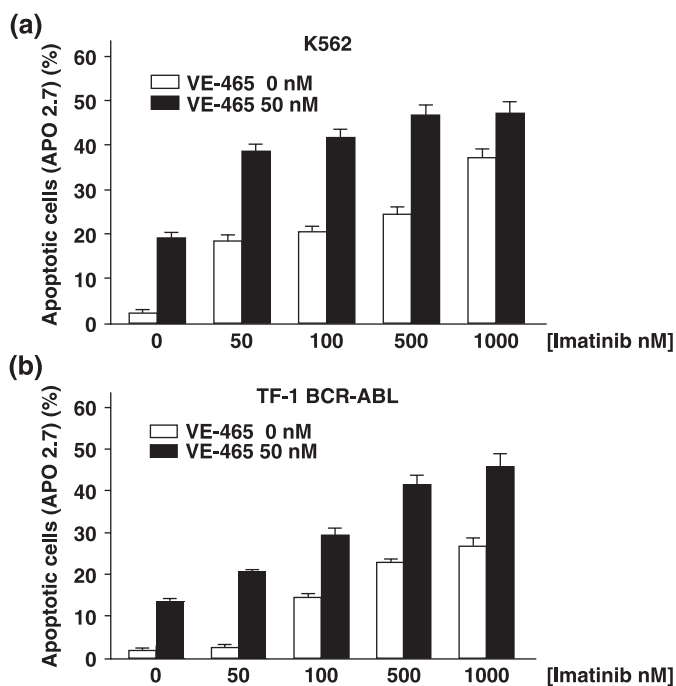 (a)
K562
VE-465 0 nM
VE-465 50 nM
Apoptotic cells (APO 2.7) (%)
60
50
40
30
20
10
0
0 50 100 500 1000 [Imatinib nM]
(b)
TF-1 BCR-ABL
VE-465 0 nM
VE-465 50 nM
Apoptotic cells (APO 2.7) (%)
60
50
40
30
20
10
0
0 50 100 500 1000 [Imatinib nM]